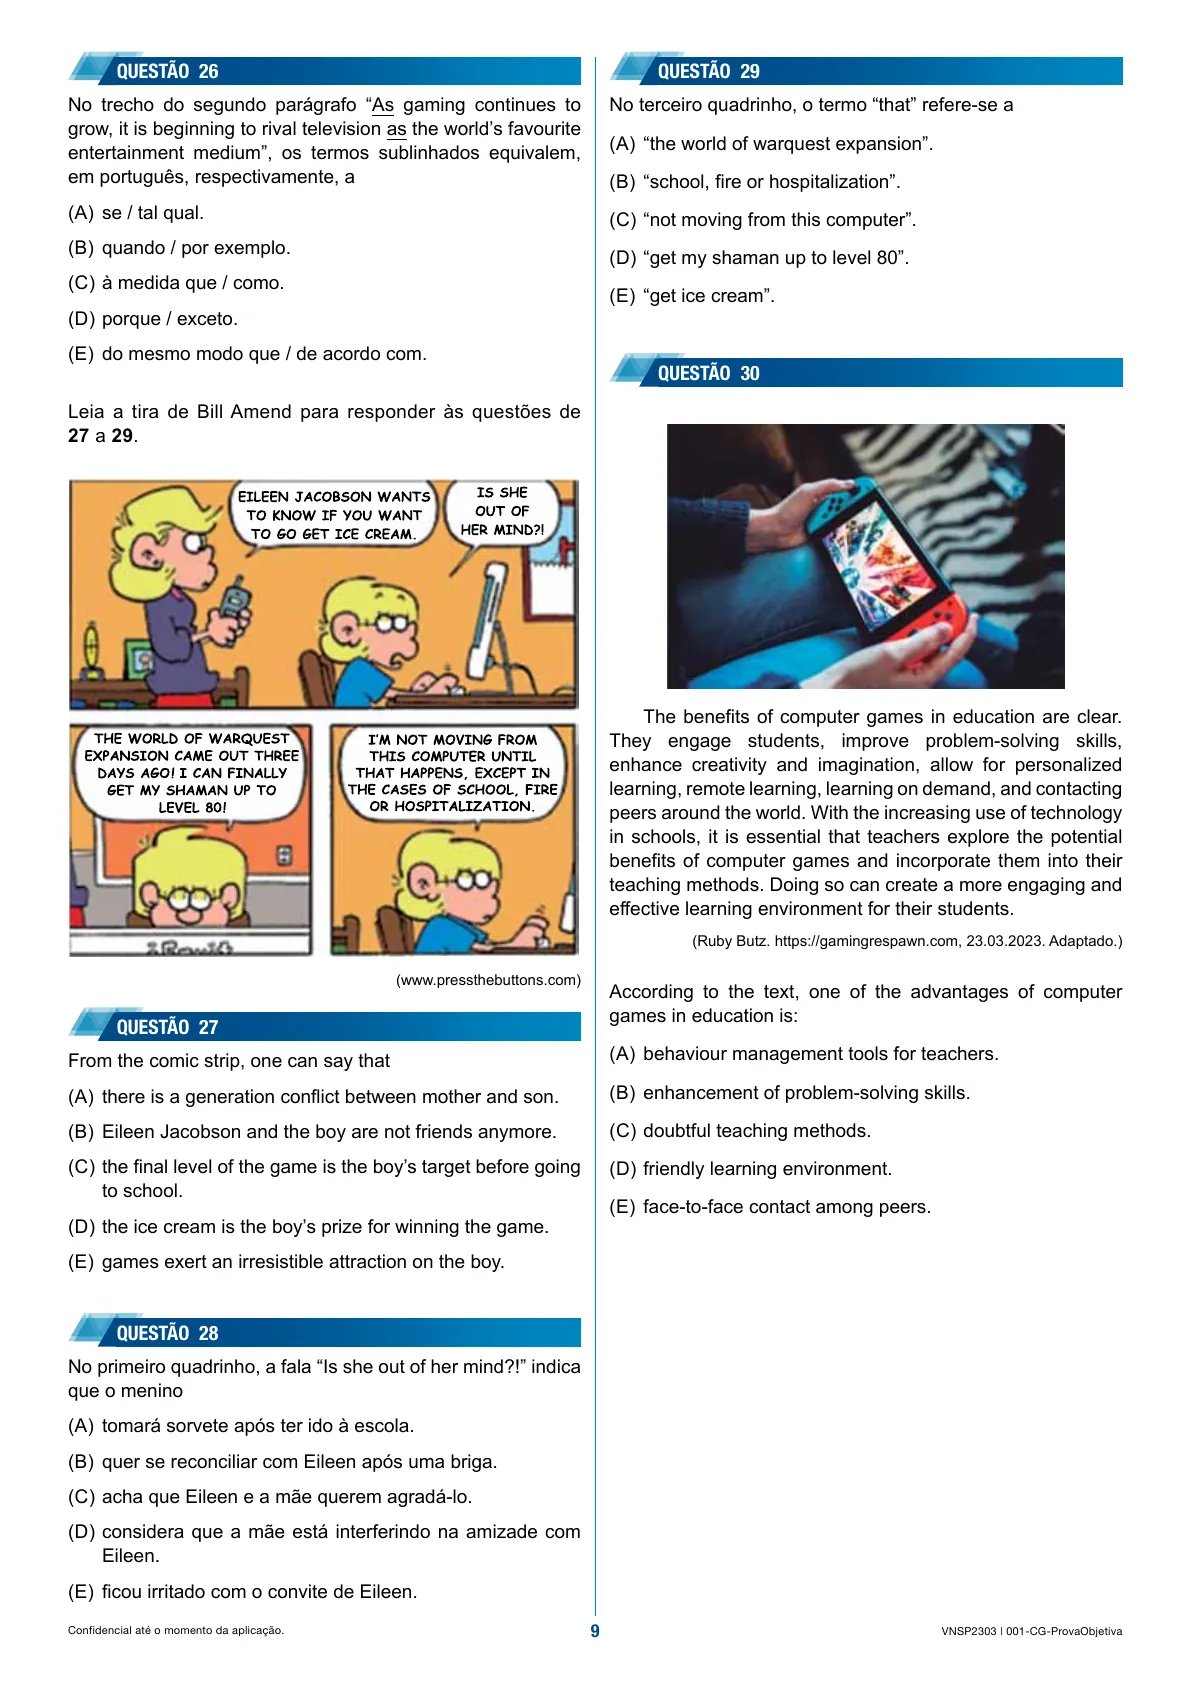 QUESTÃO 26
No trecho do segundo parágrafo “As gaming continues to
grow, it is beginning to rival television as the world’s favourite
entertainment medium”, os termos sublinhados equivalem,
em português, respectivamente, a
(A) se / tal qual.
(B) quando / por exemplo.
(C) à medida que / como.
(D) porque / exceto.
(E) do mesmo modo que / de acordo com.
Leia a tira de Bill Amend para responder às questões de
27 a 29.
EILEEN JACOBSON WANTS
TO KNOW IF YOU WANT
TO GO GET ICE CREAM.
IS SHE
OUT OF
HER MIND?!
THE WORLD OF WARQUEST
EXPANSION CAME OUT THREE
DAYS AGO! I CAN FINALLY
GET MY SHAMAN UP TO
LEVEL 80!
I’M NOT MOVING FROM
THIS COMPUTER UNTIL
THAT HAPPENS, EXCEPT IN
THE CASES OF SCHOOL, FIRE
OR HOSPITALIZATION.
(www.pressthebuttons.com)
QUESTÃO 27
From the comic strip, one can say that
(A) there is a generation conflict between mother and son.
(B) Eileen Jacobson and the boy are not friends anymore.
(C) the final level of the game is the boy’s target before going
to school.
(D) the ice cream is the boy’s prize for winning the game.
(E) games exert an irresistible attraction on the boy.
QUESTÃO 28
No primeiro quadrinho, a fala “Is she out of her mind?!” indica
que o menino
(A) tomará sorvete após ter ido à escola.
(B) quer se reconciliar com Eileen após uma briga.
(C) acha que Eileen e a mãe querem agradá-lo.
(D) considera que a mãe está interferindo na amizade com
Eileen.
(E) ficou irritado com o convite de Eileen.
QUESTÃO 29
No terceiro quadrinho, o termo “that” refere-se a
(A) “the world of warquest expansion”.
(B) “school, fire or hospitalization”.
(C) “not moving from this computer”.
(D) “get my shaman up to level 80”.
(E) “get ice cream”.
QUESTÃO 30
The benefits of computer games in education are clear.
They engage students, improve problem-solving skills,
enhance creativity and imagination, allow for personalized
learning, remote learning, learning on demand, and contacting
peers around the world. With the increasing use of technology
in schools, it is essential that teachers explore the potential
benefits of computer games and incorporate them into their
teaching methods. Doing so can create a more engaging and
effective learning environment for their students.
(Ruby Butz. https://gamingrespawn.com, 23.03.2023. Adaptado.)
According to the text, one of the advantages of computer
games in education is:
(A) behaviour management tools for teachers.
(B) enhancement of problem-solving skills.
(C) doubtful teaching methods.
(D) friendly learning environment.
(E) face-to-face contact among peers.
Confidencial até o momento da aplicação.
9
VNSP2303 | 001-CG-ProvaObjetiva